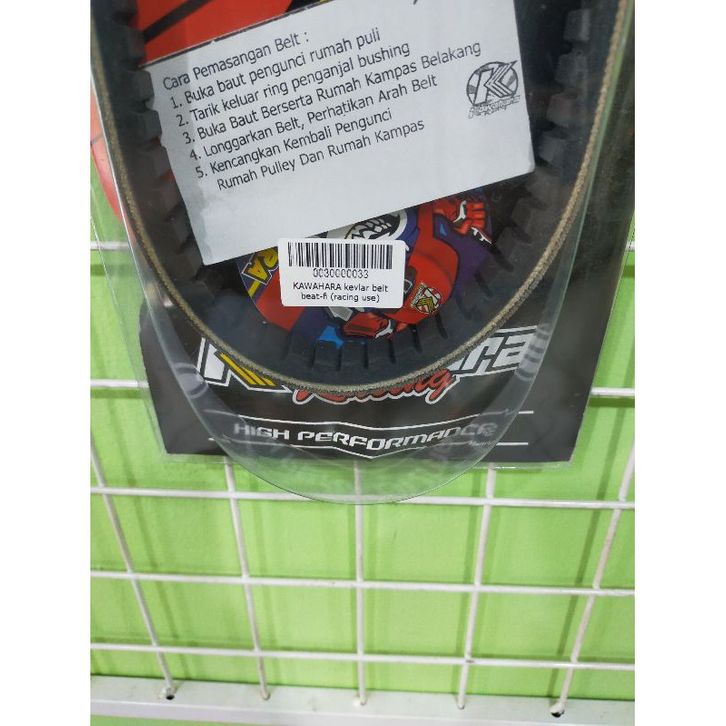 Cara Pemasangan Belt :
1. Buka baut pengunci rumah puli
2. Tarik keluar ring penganjal bushing
3. Buka Baut Berserta Rumah Kampas Belakang
4. Longgarkan Belt, Perhatikan Arah Belt
5. Kencangkan Kembali Pengunci
Rumah Pulley Dan Rumah Kampas
0030000033
KAWAHARA kevlar belt
beat-fi (racing use)
Racing
HIGH PERFORMANCE